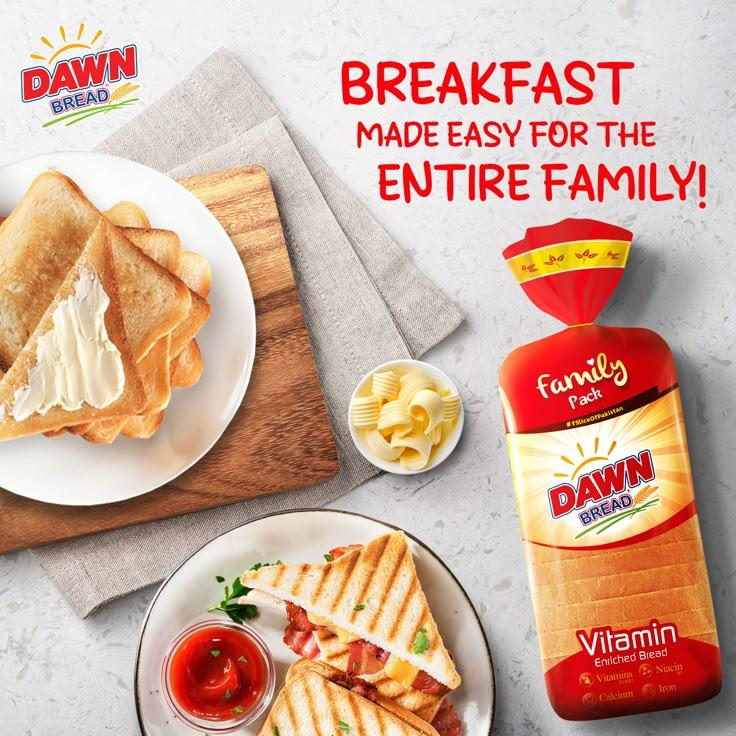 DAWN
BREAD
BREAKFAST
MADE EASY FOR THE
ENTIRE FAMILY!
Family
Pack
#1SliceOfPakistan
DAWN
BREAD
Vitamin
Enriched Bread
Vitamins
Niacin
Calcium
Iron